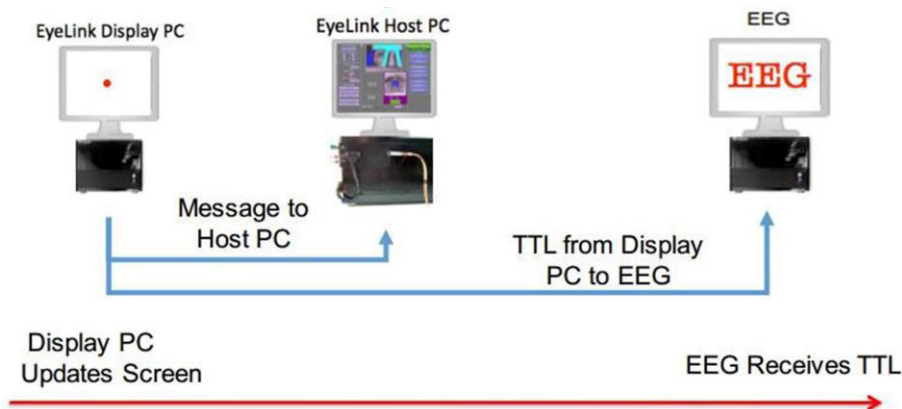 EyeLink Display PC
EyeLink Host PC
EEG
EEG
Message to
Host PC
TTL from Display
PC to EEG
Display PC
Updates Screen
EEG Receives TTL